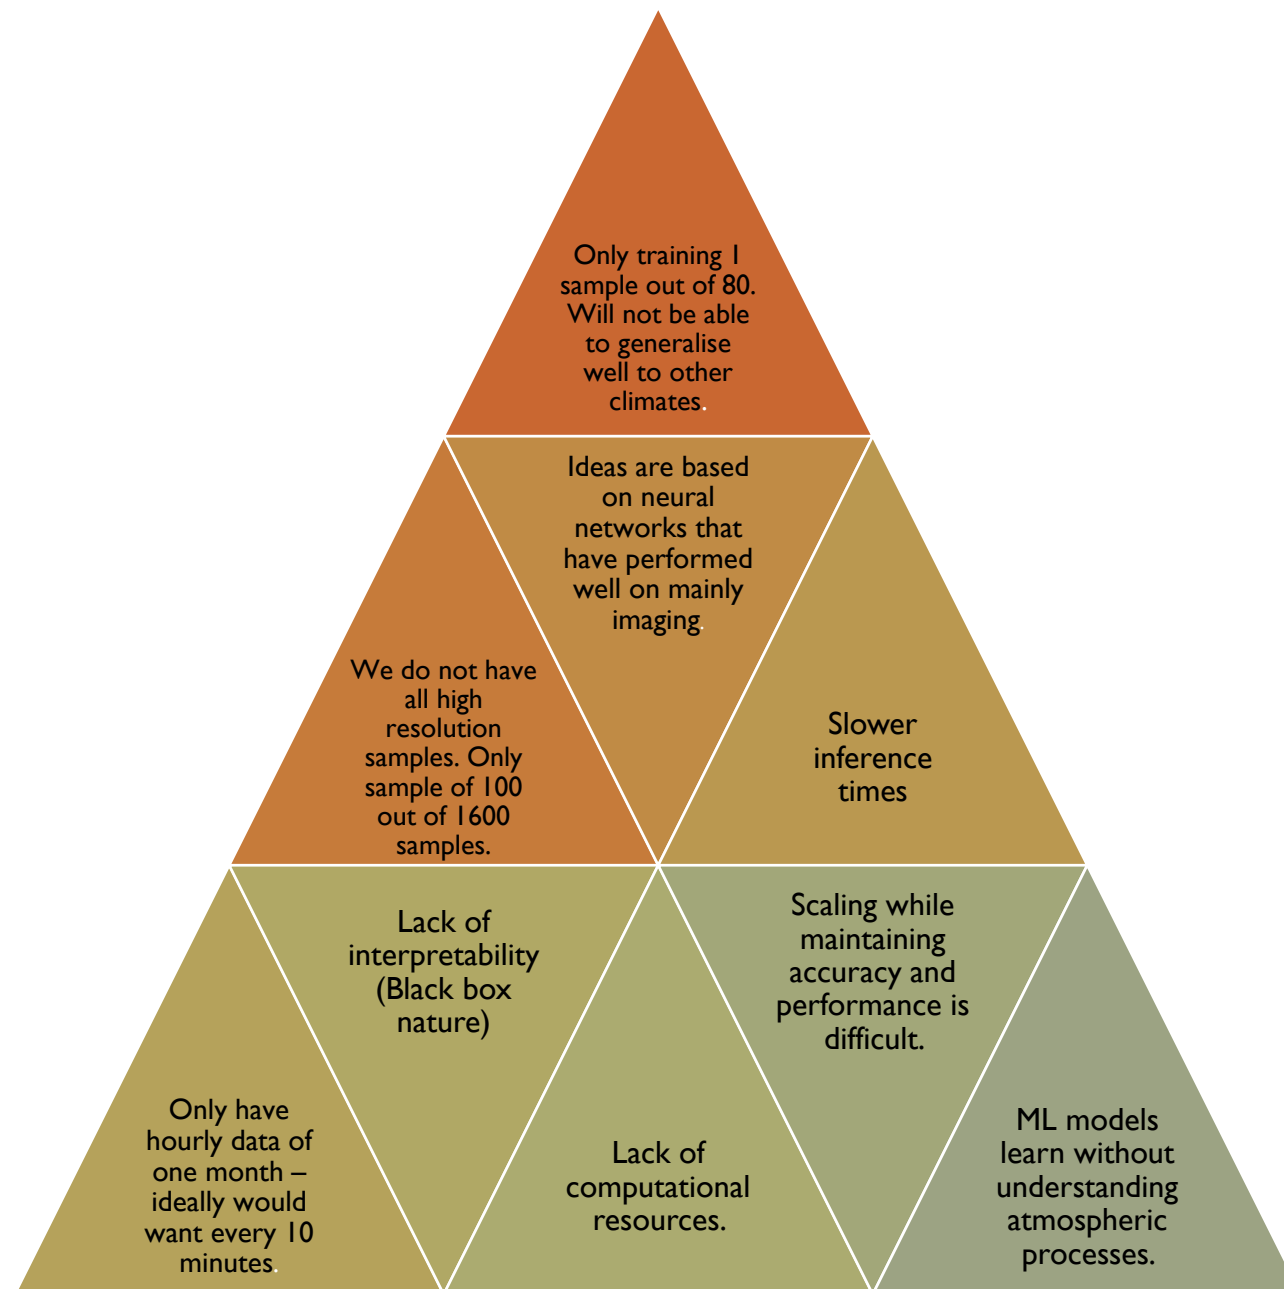 Only training 1
sample out of 80.
Will not be able
to generalise
well to other
climates.
Ideas are based
on neural
networks that
have performed
well on mainly
imaging.
We do not have
all high
resolution
samples. Only
sample of 100
out of 1600
samples.
Slower
inference
times
Lack of
interpretability
(Black box
nature)
Scaling while
maintaining
accuracy and
performance is
difficult.
Only have
hourly data of
one month –
ideally would
want every 10
minutes.
Lack of
computational
resources.
ML models
learn without
understanding
atmospheric
processes.